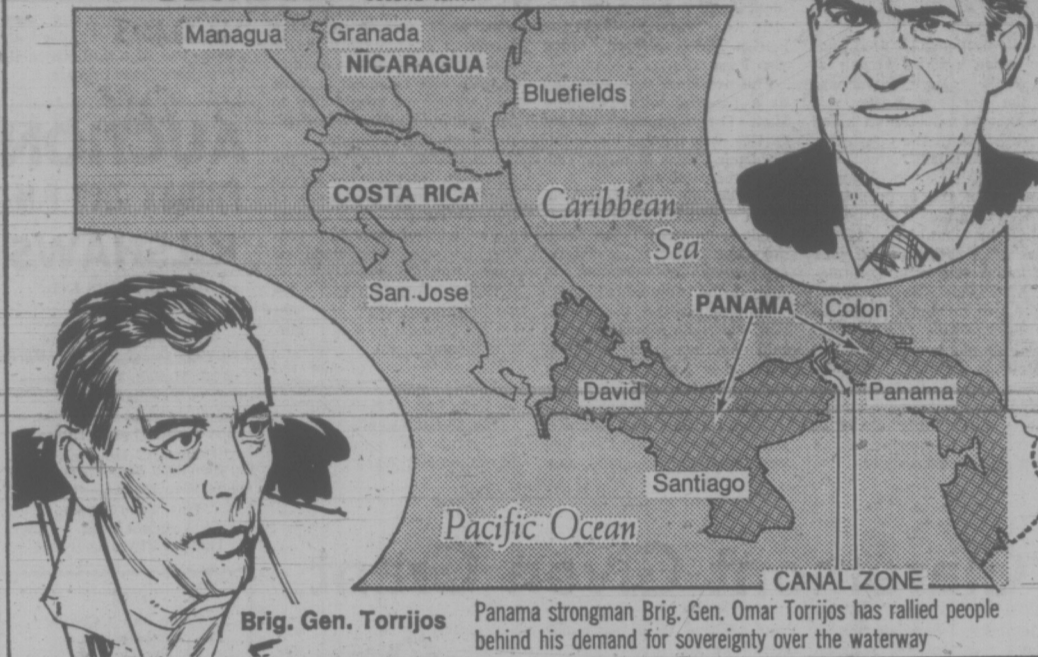 Managua
Granada
NICARAGUA
Bluefields
COSTA RICA
Caribbean
Sea
San Jose
PANAMA
Colon
David
Panama
Santiago
Pacific Ocean
CANAL ZONE
Brig. Gen. Torrijos
Panama strongman Brig. Gen. Omar Torrijos has rallied people
behind his demand for sovereignty over the waterway